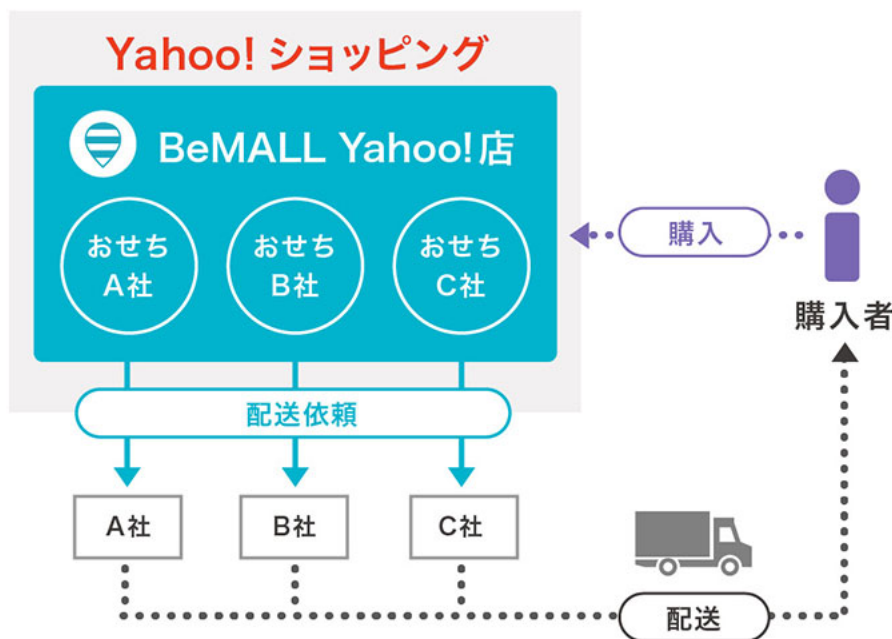 Yahoo! ショッピング
BeMALL Yahoo!店
おせち
A社
おせち
B社
おせち
C社
購入
購入者
配送依頼
A社
B社
C社
配送